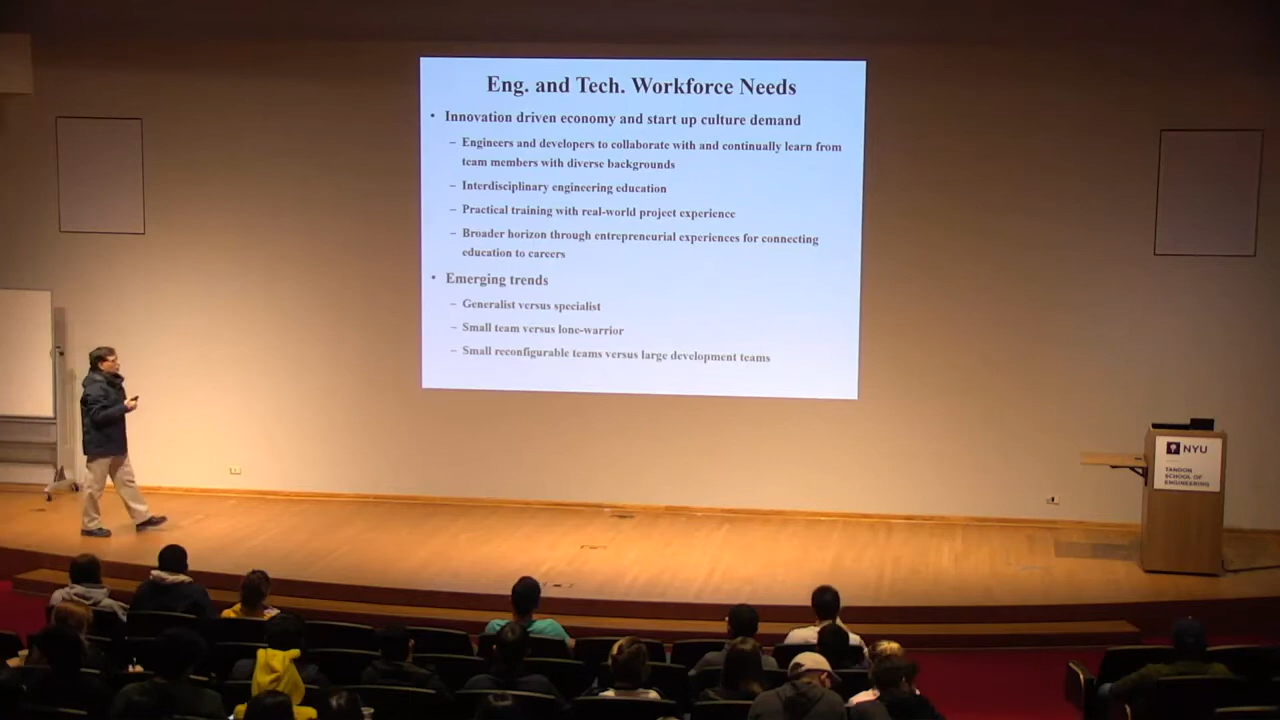 Eng. and Tech. Workforce Needs
• Innovation driven economy and start up culture demand
– Engineers and developers to collaborate with and continually learn from
team members with diverse backgrounds
– Interdisciplinary engineering education
– Practical training with real-world project experience
– Broader horizon through entrepreneurial experiences for connecting
education to careers
• Emerging trends
– Generalist versus specialist
– Small team versus lone-warrior
– Small reconfigurable teams versus large development teams
NYU
TANDON
SCHOOL OF
ENGINEERING